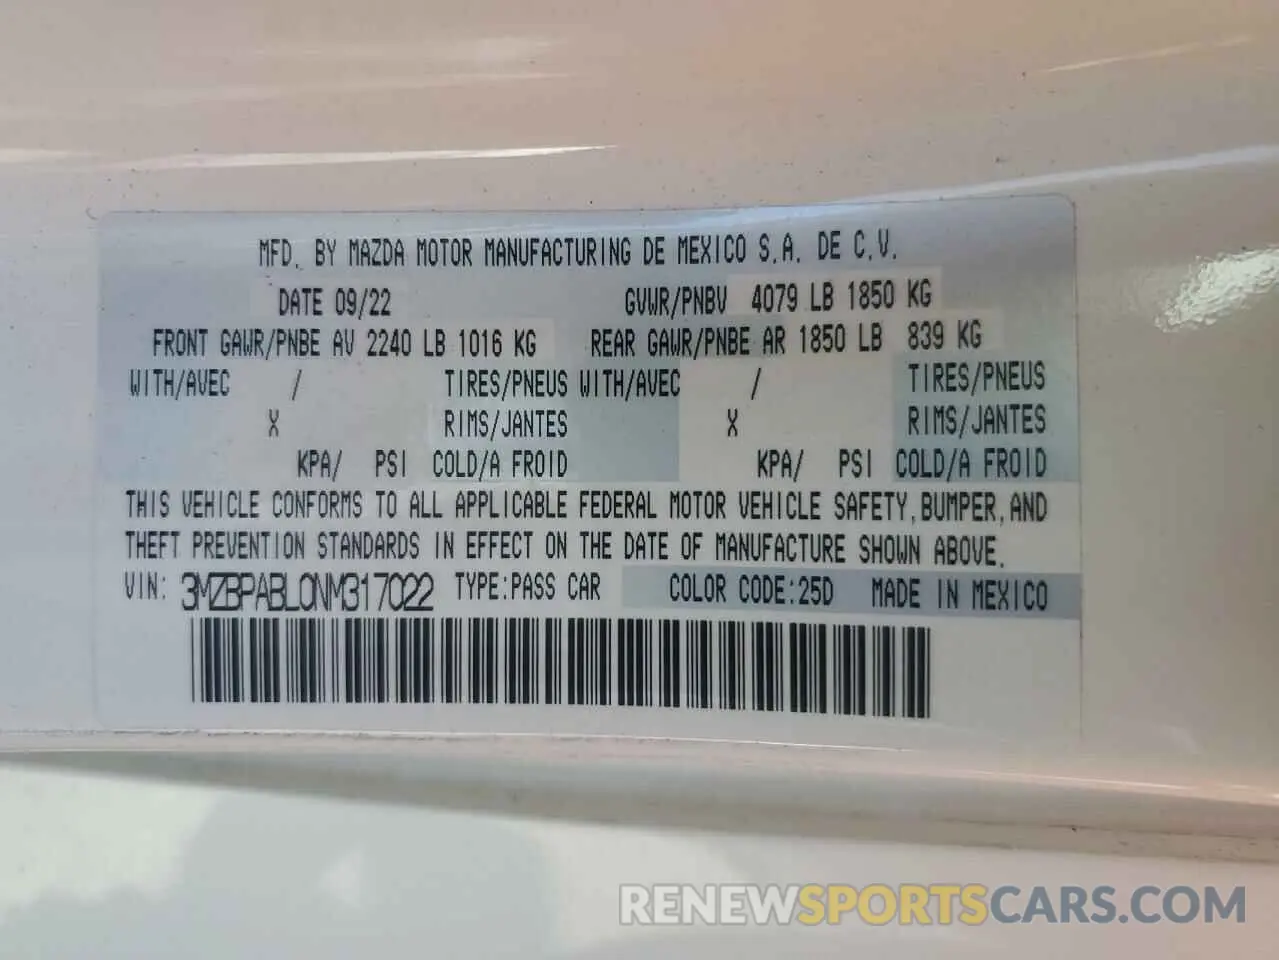 MFD. BY MAZDA MOTOR MANUFACTURING DE MEXICO S.A. DE C.V.
DATE 09/22 GVWR/PNBV 4079 LB 1850 KG
FRONT GAWR/PNBE AV 2240 LB 1016 KG REAR GAWR/PNBE AR 1850 LB 839 KG
WITH/AVEC / TIRES/PNEUS WITH/AVEC / TIRES/PNEUS
X RIMS/JANTES X RIMS/JANTES
KPA/ PSI COLD/A FROID KPA/ PSI COLD/A FROID
THIS VEHICLE CONFORMS TO ALL APPLICABLE FEDERAL MOTOR VEHICLE SAFETY, BUMPER, AND
THEFT PREVENTION STANDARDS IN EFFECT ON THE DATE OF MANUFACTURE SHOWN ABOVE.
VIN: 3MZBPABL0NM317022 TYPE:PASS CAR COLOR CODE:25D MADE IN MEXICO
RENEWSPORTSCARS.COM